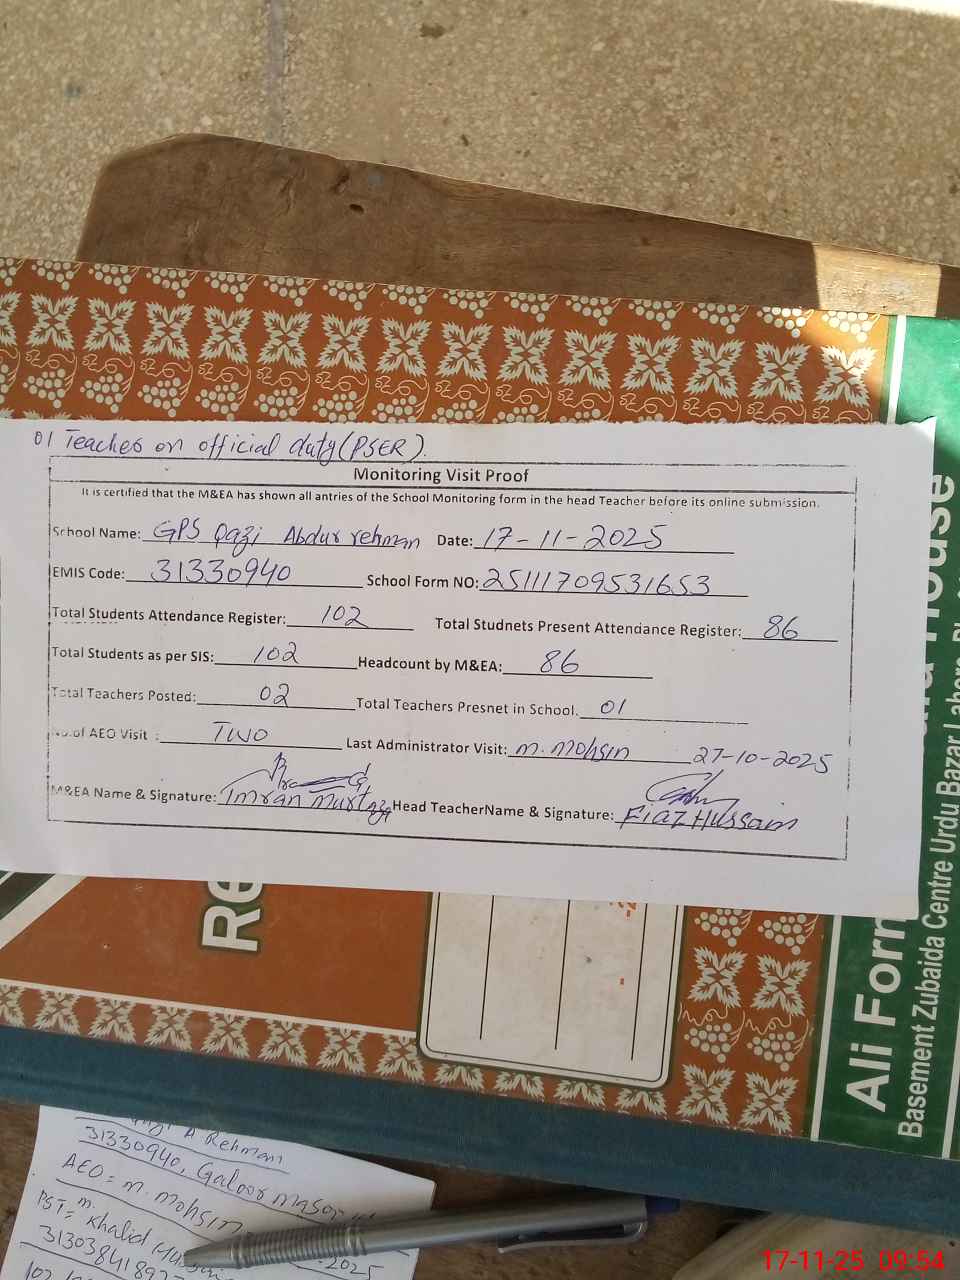 01 Teaches on official duty (PSER).
Monitoring Visit Proof
It is certified that the M&EA has shown all antries of the School Monitoring form in the head Teacher before its online submission.
School Name: GPS Qazi Abdur rehman Date: 17-11-2025
EMIS Code: 31330940 School Form NO: 25111709531653
Total Students Attendance Register: 102 Total Studnets Present Attendance Register: 86
Total Students as per SIS: 102 Headcount by M&EA: 86
Total Teachers Posted: 02 Total Teachers Presnet in School. 01
No.of AEO Visit : Two Last Administrator Visit: m. mohsin 27-10-2025
M&EA Name & Signature: Imran Murtaza Head TeacherName & Signature: Fiaz Hussain
Re
House
Ali Form
Basement Zubaida Centre Urdu Bazar Lahore.
A Rehman
31330940, Galoor
AEO = m. mohsin
PST = m. Khalid
2025
17-11-25 09:54